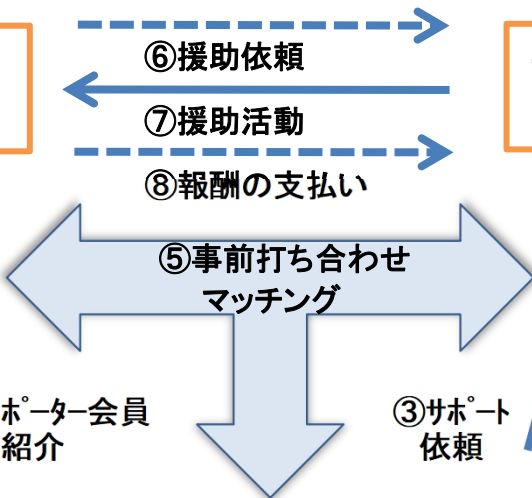 ⑥援助依頼
⑦援助活動
⑧報酬の支払い
⑤事前打ち合わせ
マッチング
ﾎﾟｰター会員
紹介
③サﾎﾟｰト
依頼